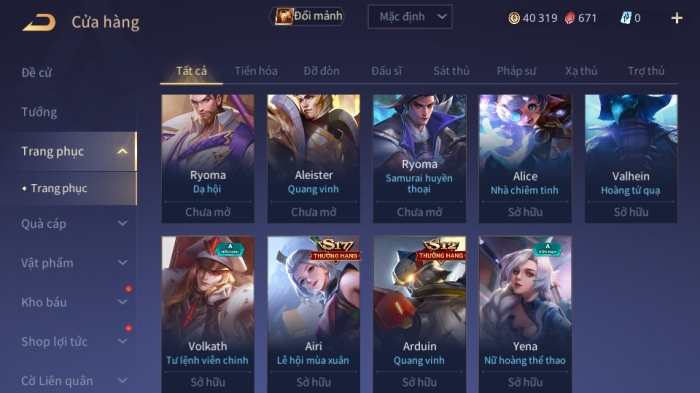 Cửa hàng
Đổi mảnh
Mặc định
40 319
671
0
Đề cử
Tướng
Trang phục
Trang phục
Quà cáp
Vật phẩm
Kho báu
Shop lợi tức
Cờ Liên quân
Tất cả
Tiến hóa
Đỡ đòn
Đấu sĩ
Sát thủ
Pháp sư
Xạ thủ
Trợ thủ
Ryoma
Dạ hội
Chưa mở
Aleister
Quang vinh
Chưa mở
Ryoma
Samurai huyền
thoại
Chưa mở
Alice
Nhà chiêm tinh
Sở hữu
Valhein
Hoàng tử quạ
Sở hữu
A
HỮU HẠN
Volkath
Tư lệnh viễn chinh
Sở hữu
S17
THƯỞNG HẠNG
Airi
Lễ hội mùa xuân
Sở hữu
S17
THƯỞNG HẠNG
Arduin
Quang vinh
Sở hữu
A
HỮU HẠN
Yena
Nữ hoàng thể thao
Sở hữu